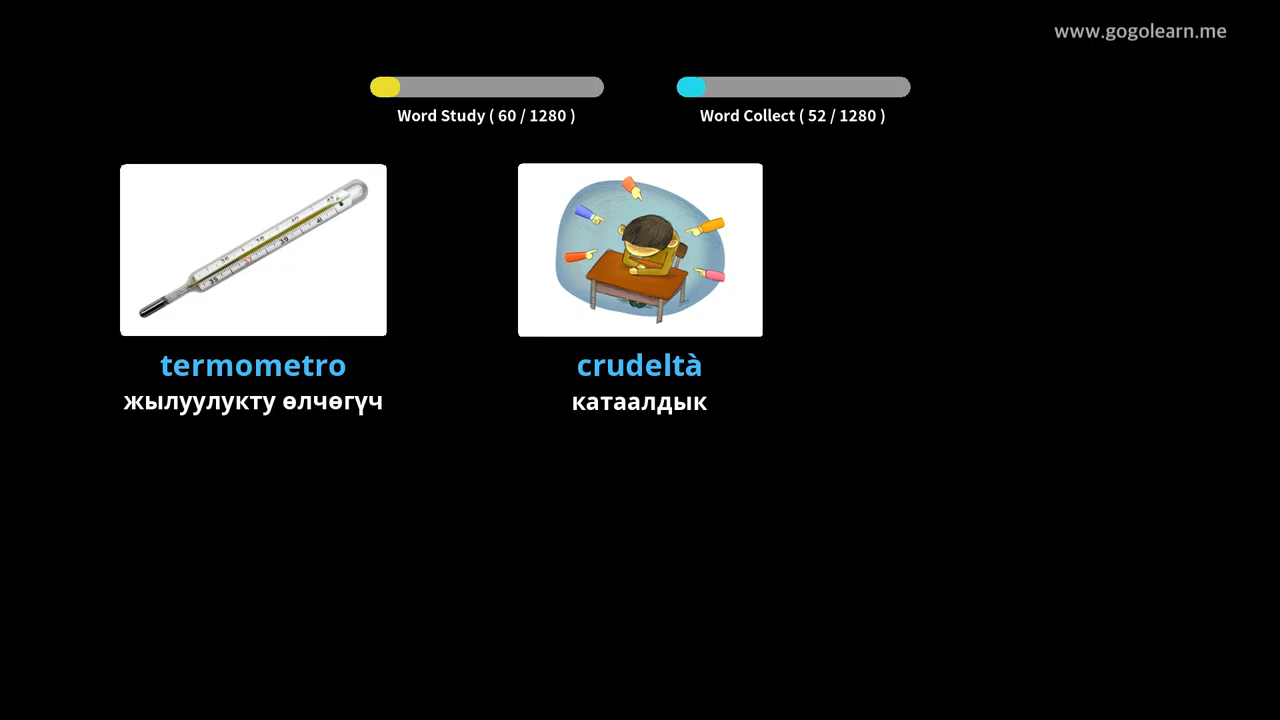 www.gogolearn.me
Word Study ( 60 / 1280 )
Word Collect ( 52 / 1280 )
termometro
жылуулукту өлчөгүч
crudeltà
катаалдык